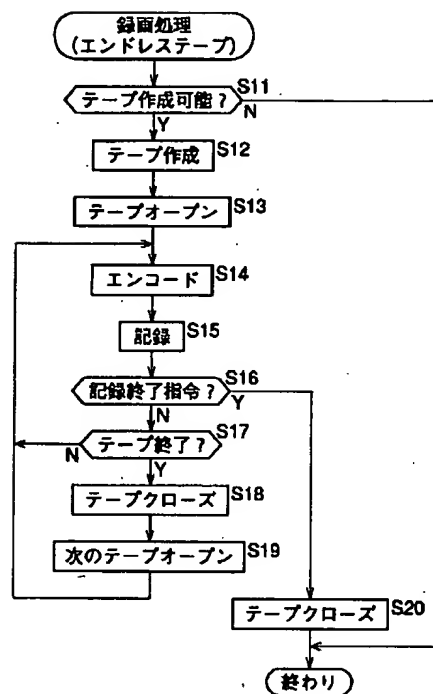 録画処理
(エンドレステープ)
S11
テープ作成可能？
N
Y
テープ作成
S12
テープオープン
S13
エンコード
S14
記録
S15
記録終了指令？
S16
Y
N
テープ終了？
S17
N
Y
テープクローズ
S18
次のテープオープン
S19
テープクローズ
S20
終わり